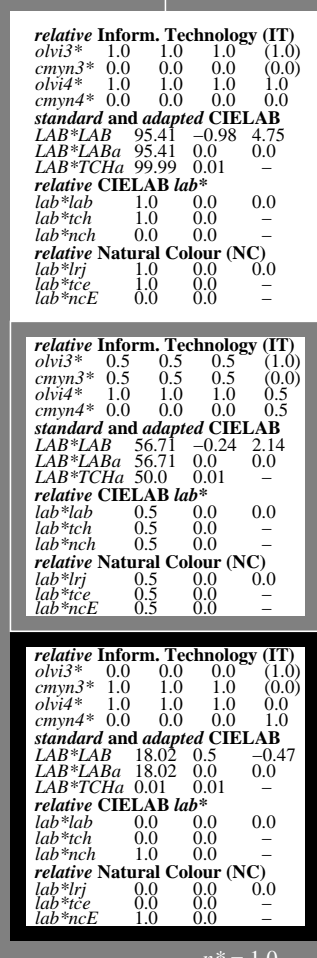 relative Inform. Technology (IT)
olvi3* 1.0 1.0 1.0 (1.0)
cmyn3* 0.0 0.0 0.0 (0.0)
olvi4* 1.0 1.0 1.0 1.0
cmyn4* 0.0 0.0 0.0 0.0
standard and adapted CIELAB
LAB*LAB 95.41 −0.98 4.75
LAB*LABa 95.41 0.0 0.0
LAB*TCHa 99.99 0.01 –
relative CIELAB lab*
lab*lab 1.0 0.0 0.0
lab*tch 1.0 0.0 –
lab*nch 0.0 0.0 –
relative Natural Colour (NC)
lab*lrj 1.0 0.0 0.0
lab*tce 1.0 0.0 –
lab*ncE 0.0 0.0 –
relative Inform. Technology (IT)
olvi3* 0.5 0.5 0.5 (1.0)
cmyn3* 0.5 0.5 0.5 (0.0)
olvi4* 1.0 1.0 1.0 0.5
cmyn4* 0.0 0.0 0.0 0.5
standard and adapted CIELAB
LAB*LAB 56.71 −0.24 2.14
LAB*LABa 56.71 0.0 0.0
LAB*TCHa 50.0 0.01 –
relative CIELAB lab*
lab*lab 0.5 0.0 0.0
lab*tch 0.5 0.0 –
lab*nch 0.5 0.0 –
relative Natural Colour (NC)
lab*lrj 0.5 0.0 0.0
lab*tce 0.5 0.0 –
lab*ncE 0.5 0.0 –
relative Inform. Technology (IT)
olvi3* 0.0 0.0 0.0 (1.0)
cmyn3* 1.0 1.0 1.0 (0.0)
olvi4* 1.0 1.0 1.0 0.0
cmyn4* 0.0 0.0 0.0 1.0
standard and adapted CIELAB
LAB*LAB 18.02 0.5 −0.47
LAB*LABa 18.02 0.0 0.0
LAB*TCHa 0.01 0.01 –
relative CIELAB lab*
lab*lab 0.0 0.0 0.0
lab*tch 0.0 0.0 –
lab*nch 1.0 0.0 –
relative Natural Colour (NC)
lab*lrj 0.0 0.0 0.0
lab*tce 0.0 0.0 –
lab*ncE 1.0 0.0 –
= 1.0